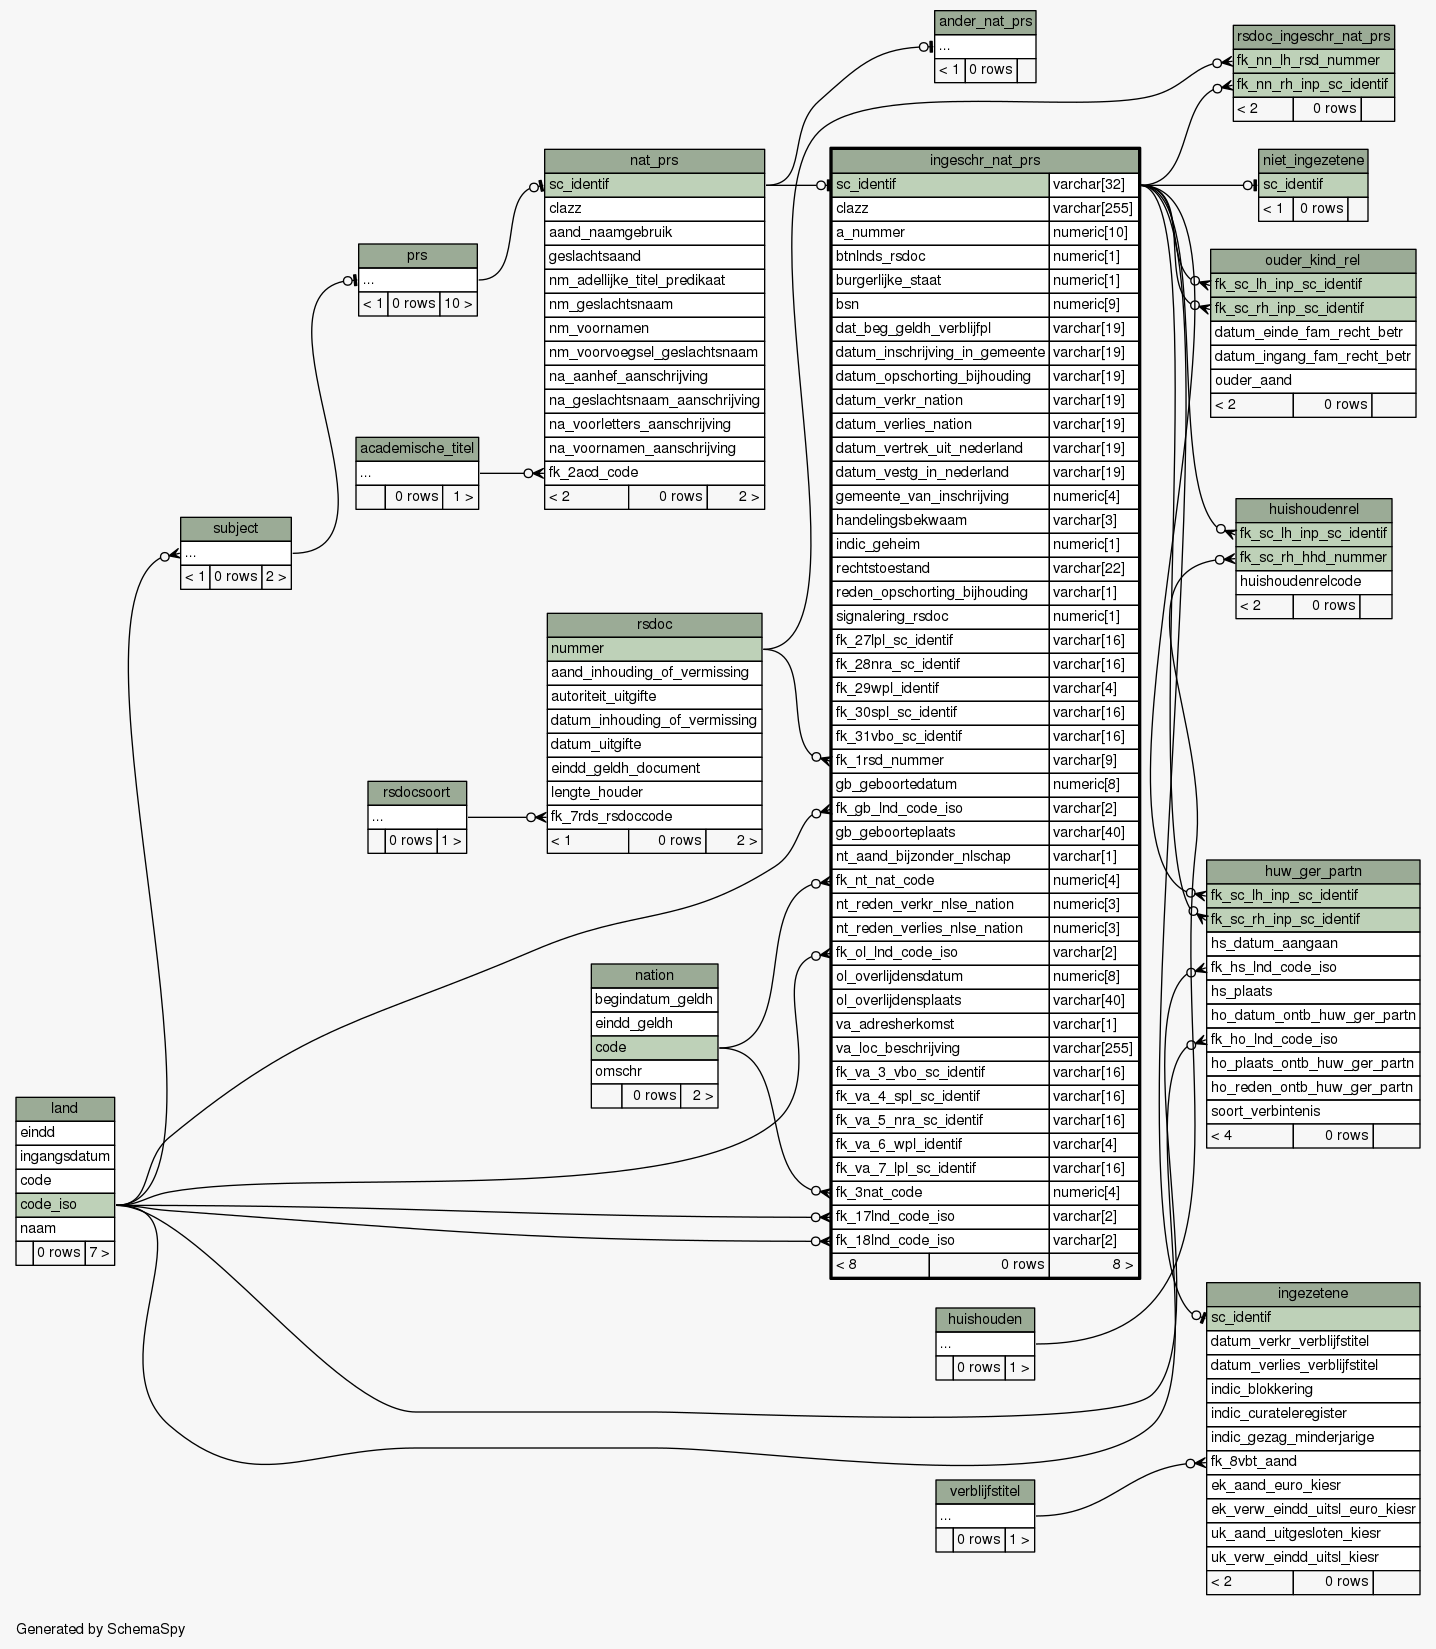 ander_nat_prs
...
< 1 0 rows
rsdoc_ingeschr_nat_prs
fk_nn_lh_rsd_nummer
fk_nn_rh_inp_sc_identif
< 2 0 rows
nat_prs
sc_identif
clazz
aand_naamgebruik
geslachtsaand
nm_adellijke_titel_predikaat
nm_geslachtsnaam
nm_voornamen
nm_voorvoegsel_geslachtsnaam
na_aanhef_aanschrijving
na_geslachtsnaam_aanschrijving
na_voorletters_aanschrijving
na_voornamen_aanschrijving
fk_2acd_code
< 2 0 rows 2 >
ingeschr_nat_prs
sc_identif varchar[32]
clazz varchar[255]
a_nummer numeric[10]
btnlnds_rsdoc numeric[1]
burgerlijke_staat numeric[1]
bsn numeric[9]
dat_beg_geldh_verblijfpl varchar[19]
datum_inschrijving_in_gemeente varchar[19]
datum_opschorting_bijhouding varchar[19]
datum_verkr_nation varchar[19]
datum_verlies_nation varchar[19]
datum_vertrek_uit_nederland varchar[19]
datum_vestg_in_nederland varchar[19]
gemeente_van_inschrijving numeric[4]
handelingsbekwaam varchar[3]
indic_geheim numeric[1]
rechtstoestand varchar[22]
reden_opschorting_bijhouding varchar[1]
signalering_rsdoc numeric[1]
fk_27lpl_sc_identif varchar[16]
fk_28nra_sc_identif varchar[16]
fk_29wpl_identif varchar[4]
fk_30spl_sc_identif varchar[16]
fk_31vbo_sc_identif varchar[16]
fk_1rsd_nummer varchar[9]
gb_geboortedatum numeric[8]
fk_gb_lnd_code_iso varchar[2]
gb_geboorteplaats varchar[40]
nt_aand_bijzonder_nlschap varchar[1]
fk_nt_nat_code numeric[4]
nt_reden_verkr_nlse_nation numeric[3]
nt_reden_verlies_nlse_nation numeric[3]
fk_ol_lnd_code_iso varchar[2]
ol_overlijdensdatum numeric[8]
ol_overlijdensplaats varchar[40]
va_adresherkomst varchar[1]
va_loc_beschrijving varchar[255]
fk_va_3_vbo_sc_identif varchar[16]
fk_va_4_spl_sc_identif varchar[16]
fk_va_5_nra_sc_identif varchar[16]
fk_va_6_wpl_identif varchar[4]
fk_va_7_lpl_sc_identif varchar[16]
fk_3nat_code numeric[4]
fk_17lnd_code_iso varchar[2]
fk_18lnd_code_iso varchar[2]
< 8 0 rows 8 >
niet_ingezetene
sc_identif
< 1 0 rows
prs
...
< 1 0 rows 10 >
ouder_kind_rel
fk_sc_lh_inp_sc_identif
fk_sc_rh_inp_sc_identif
datum_einde_fam_recht_betr
datum_ingang_fam_recht_betr
ouder_aand
< 2 0 rows
academische_titel
...
0 rows 1 >
huishoudenrel
fk_sc_lh_inp_sc_identif
fk_sc_rh_hhd_nummer
huishoudenrelcode
< 2 0 rows
subject
...
< 1 0 rows 2 >
rsdoc
nummer
aand_inhouding_of_vermissing
autoriteit_uitgifte
datum_inhouding_of_vermissing
datum_uitgifte
eindd_geldh_document
lengte_houder
fk_7rds_rsdoccode
< 1 0 rows 2 >
rsdocsoort
...
0 rows 1 >
huw_ger_partn
fk_sc_lh_inp_sc_identif
fk_sc_rh_inp_sc_identif
hs_datum_aangaan
fk_hs_lnd_code_iso
hs_plaats
ho_datum_ontb_huw_ger_partn
fk_ho_lnd_code_iso
ho_plaats_ontb_huw_ger_partn
ho_reden_ontb_huw_ger_partn
soort_verbintenis
< 4 0 rows
nation
begindatum_geldh
eindd_geldh
code
omschr
0 rows 2 >
land
eindd
ingangsdatum
code
code_iso
naam
0 rows 7 >
huishouden
...
0 rows 1 >
ingezetene
sc_identif
datum_verkr_verblijfstitel
datum_verlies_verblijfstitel
indic_blokkering
indic_curateleregister
indic_gezag_minderjarige
fk_8vbt_aand
ek_aand_euro_kiesr
ek_verw_eindd_uitsl_euro_kiesr
uk_aand_uitgesloten_kiesr
uk_verw_eindd_uitsl_kiesr
< 2 0 rows
verblijfstitel
...
0 rows 1 >
Generated by SchemaSpy